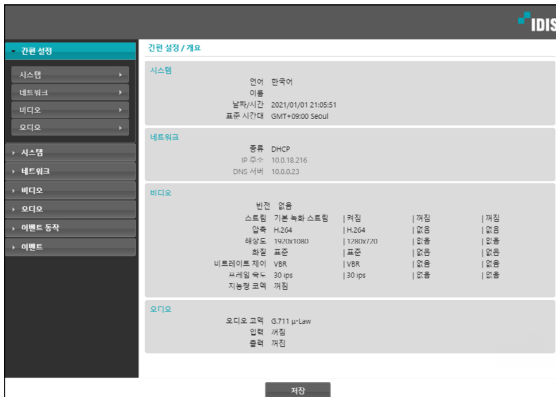 IDIS
간편 설정
시스템
네트워크
비디오
오디오
시스템
네트워크
비디오
오디오
이벤트 동작
이벤트
간편 설정 / 개요
시스템
언어 한국어
이름
날짜/시간 2021/01/01 21:05:51
표준 시간대 GMT+09:00 Seoul
네트워크
종류 DHCP
IP 주소 10.0.18.216
DNS 서버 10.0.0.23
비디오
반전 없음
스트림 기본 녹화 스트림 | 켜짐 | 꺼짐 | 꺼짐
압축 H.264 | H.264 | 없음 | 없음
해상도 1920x1080 | 1280x720 | 없음 | 없음
화질 표준 | 표준 | 없음 | 없음
비트레이트 제어 VBR | VBR | 없음 | 없음
프레임 속도 30 ips | 30 ips | 없음 | 없음
지능형 코덱 꺼짐
오디오
오디오 코덱 G.711 μ-Law
입력 꺼짐
출력 꺼짐
저장